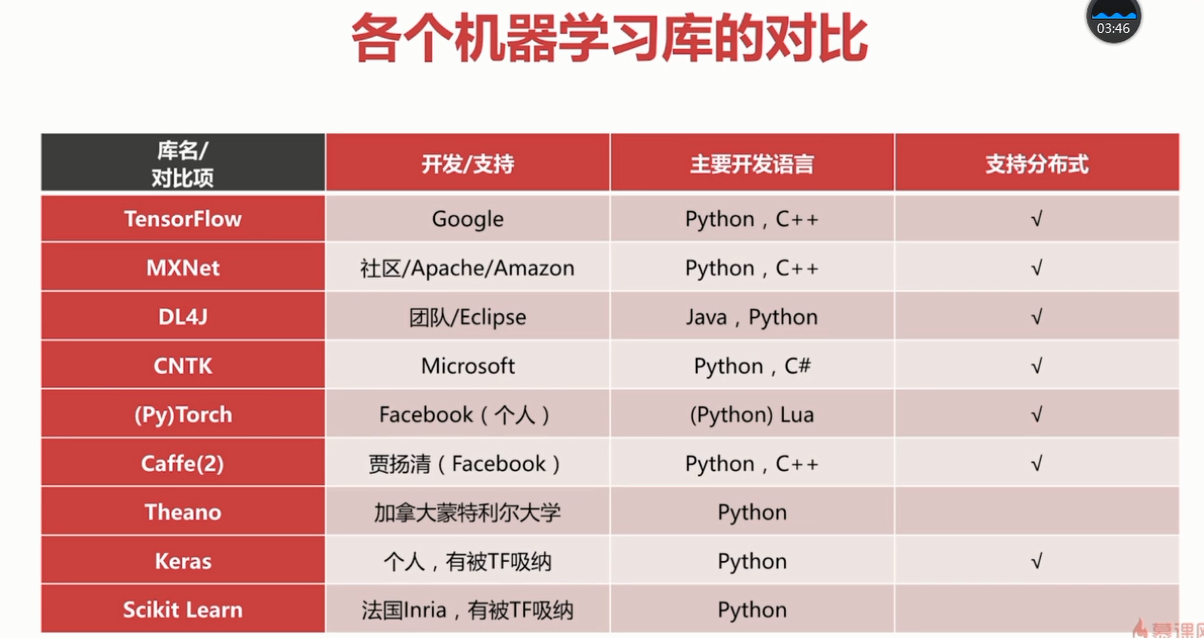 各个机器学习库的对比
03:46
库名/
对比项
开发/支持
主要开发语言
支持分布式
TensorFlow
Google
Python，C++
√
MXNet
社区/Apache/Amazon
Python，C++
√
DL4J
团队/Eclipse
Java，Python
√
CNTK
Microsoft
Python，C#
√
(Py)Torch
Facebook（个人）
(Python) Lua
√
Caffe(2)
贾扬清（Facebook）
Python，C++
√
Theano
加拿大蒙特利尔大学
Python
Keras
个人，有被TF吸纳
Python
√
Scikit Learn
法国Inria，有被TF吸纳
Python